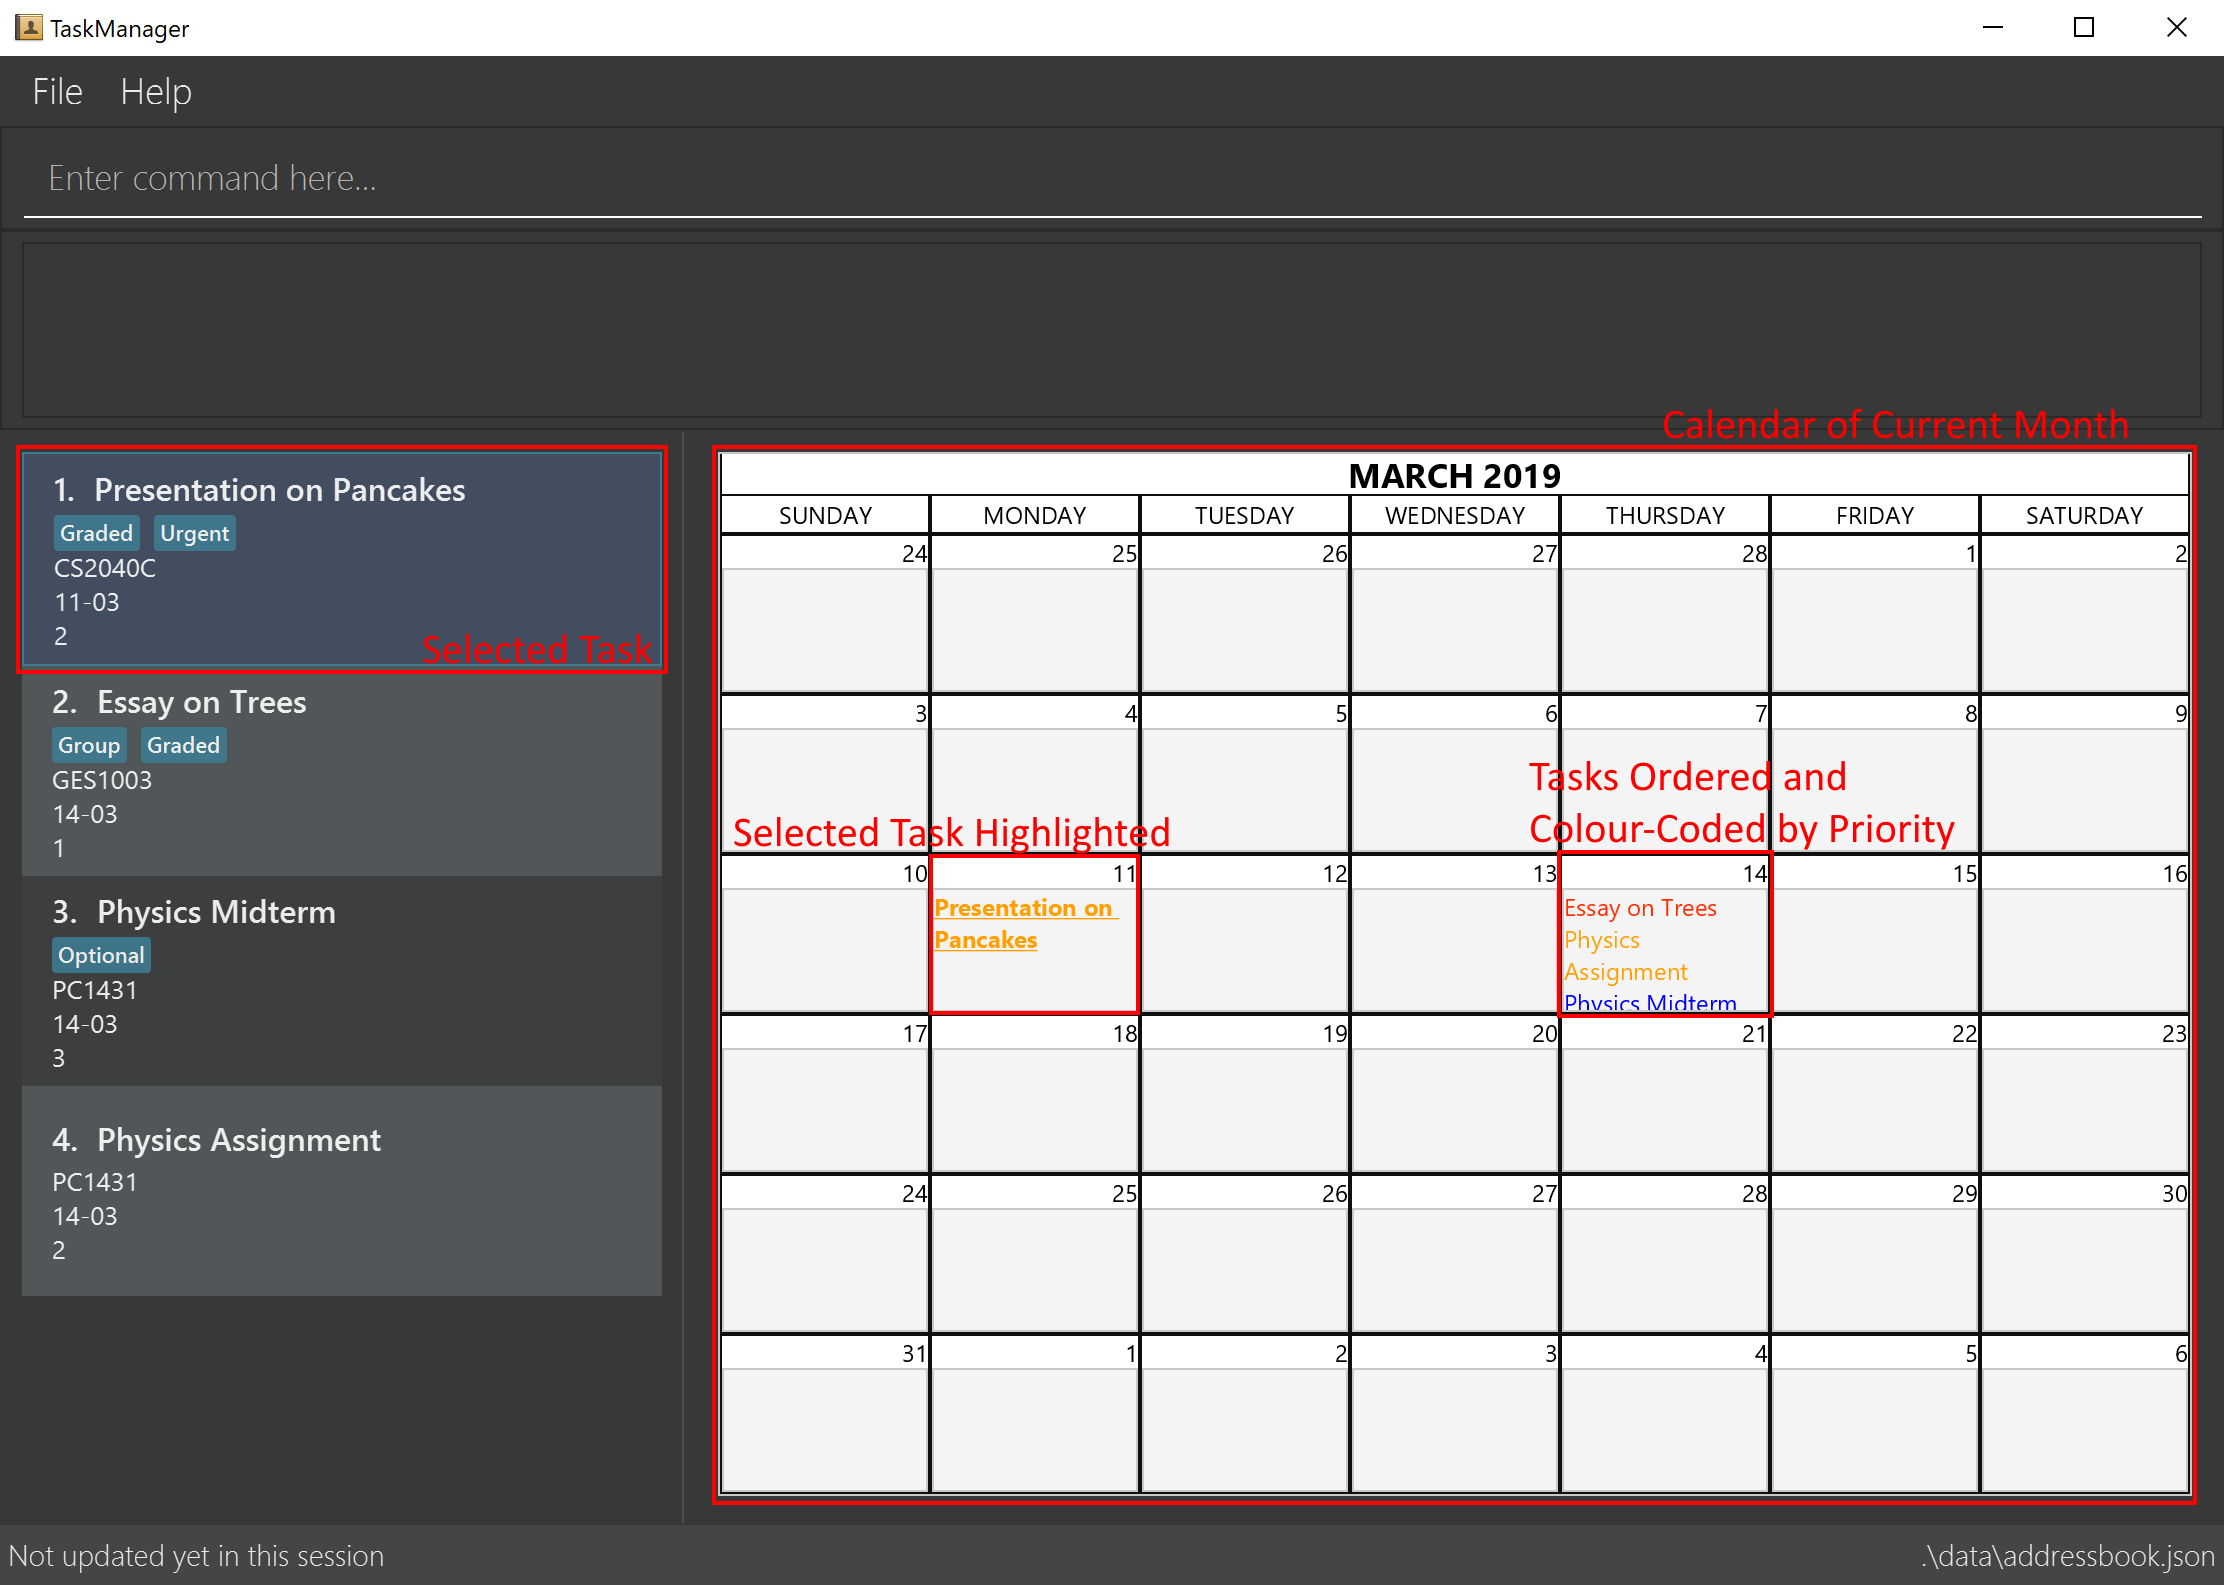 TaskManager
File Help
Enter command here...
Calendar of Current Month
1. Presentation on Pancakes
Graded Urgent
CS2040C
11-03
2
Selected Task
2. Essay on Trees
Group Graded
GES1003
14-03
1
3. Physics Midterm
Optional
PC1431
14-03
3
4. Physics Assignment
PC1431
14-03
2
MARCH 2019
SUNDAY MONDAY TUESDAY WEDNESDAY THURSDAY FRIDAY SATURDAY
24 25 26 27 28 1 2
3 4 5 6 7 8 9
Tasks Ordered and
Colour-Coded by Priority
Selected Task Highlighted
10 11 12 13 14 15 16
Presentation on
Pancakes
Essay on Trees
Physics
Assignment
Physics Midterm
17 18 19 20 21 22 23
24 25 26 27 28 29 30
31 1 2 3 4 5 6
Not updated yet in this session
.\data\addressbook.json